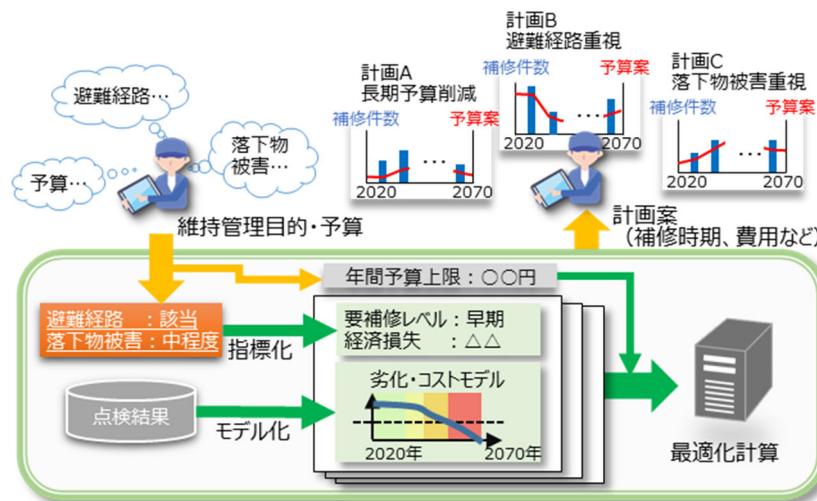 避難経路…
予算…
落下物
被害…
維持管理目的・予算
計画A
長期予算削減
補修件数
予算案
…
2020
2070
計画B
避難経路重視
補修件数
予算案
…
2020
2070
計画C
落下物被害重視
補修件数
予算案
…
2020
2070
計画案
(補修時期、費用など)
年間予算上限:○○円
避難経路 :該当
落下物被害:中程度
指標化
要補修レベル:早期
経済損失 :△△
点検結果
モデル化
劣化・コストモデル
2020年
2070年
最適化計算